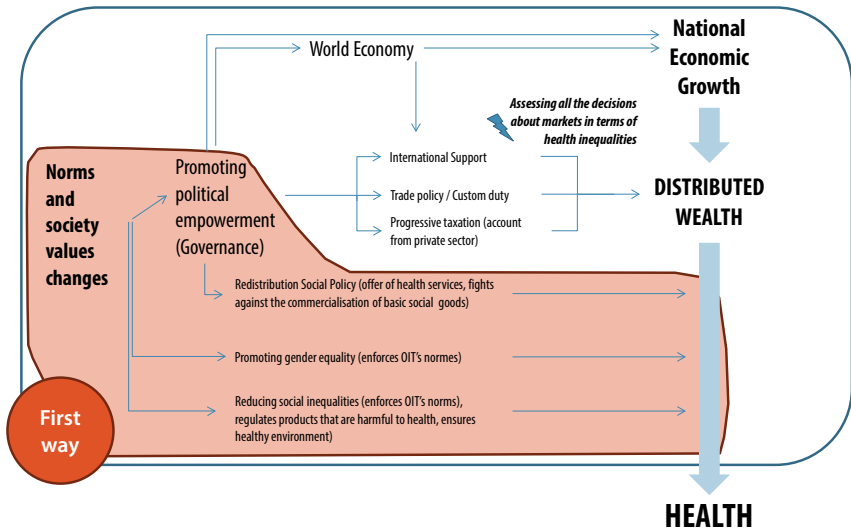 World Economy
National
Economic
Growth
Assessing all the decisions
about markets in terms of
health inequalities
Norms
and
society
values
changes
Promoting
political
empowerment
(Governance)
International Support
Trade policy / Custom duty
Progressive taxation (account
from private sector)
DISTRIBUTED
WEALTH
Redistribution Social Policy (offer of health services, fights
against the commercialisation of basic social goods)
Promoting gender equality (enforces OIT's normes)
Reducing social inequalities (enforces OIT's norms),
regulates products that are harmful to health, ensures
healthy environment)
First
way
HEALTH